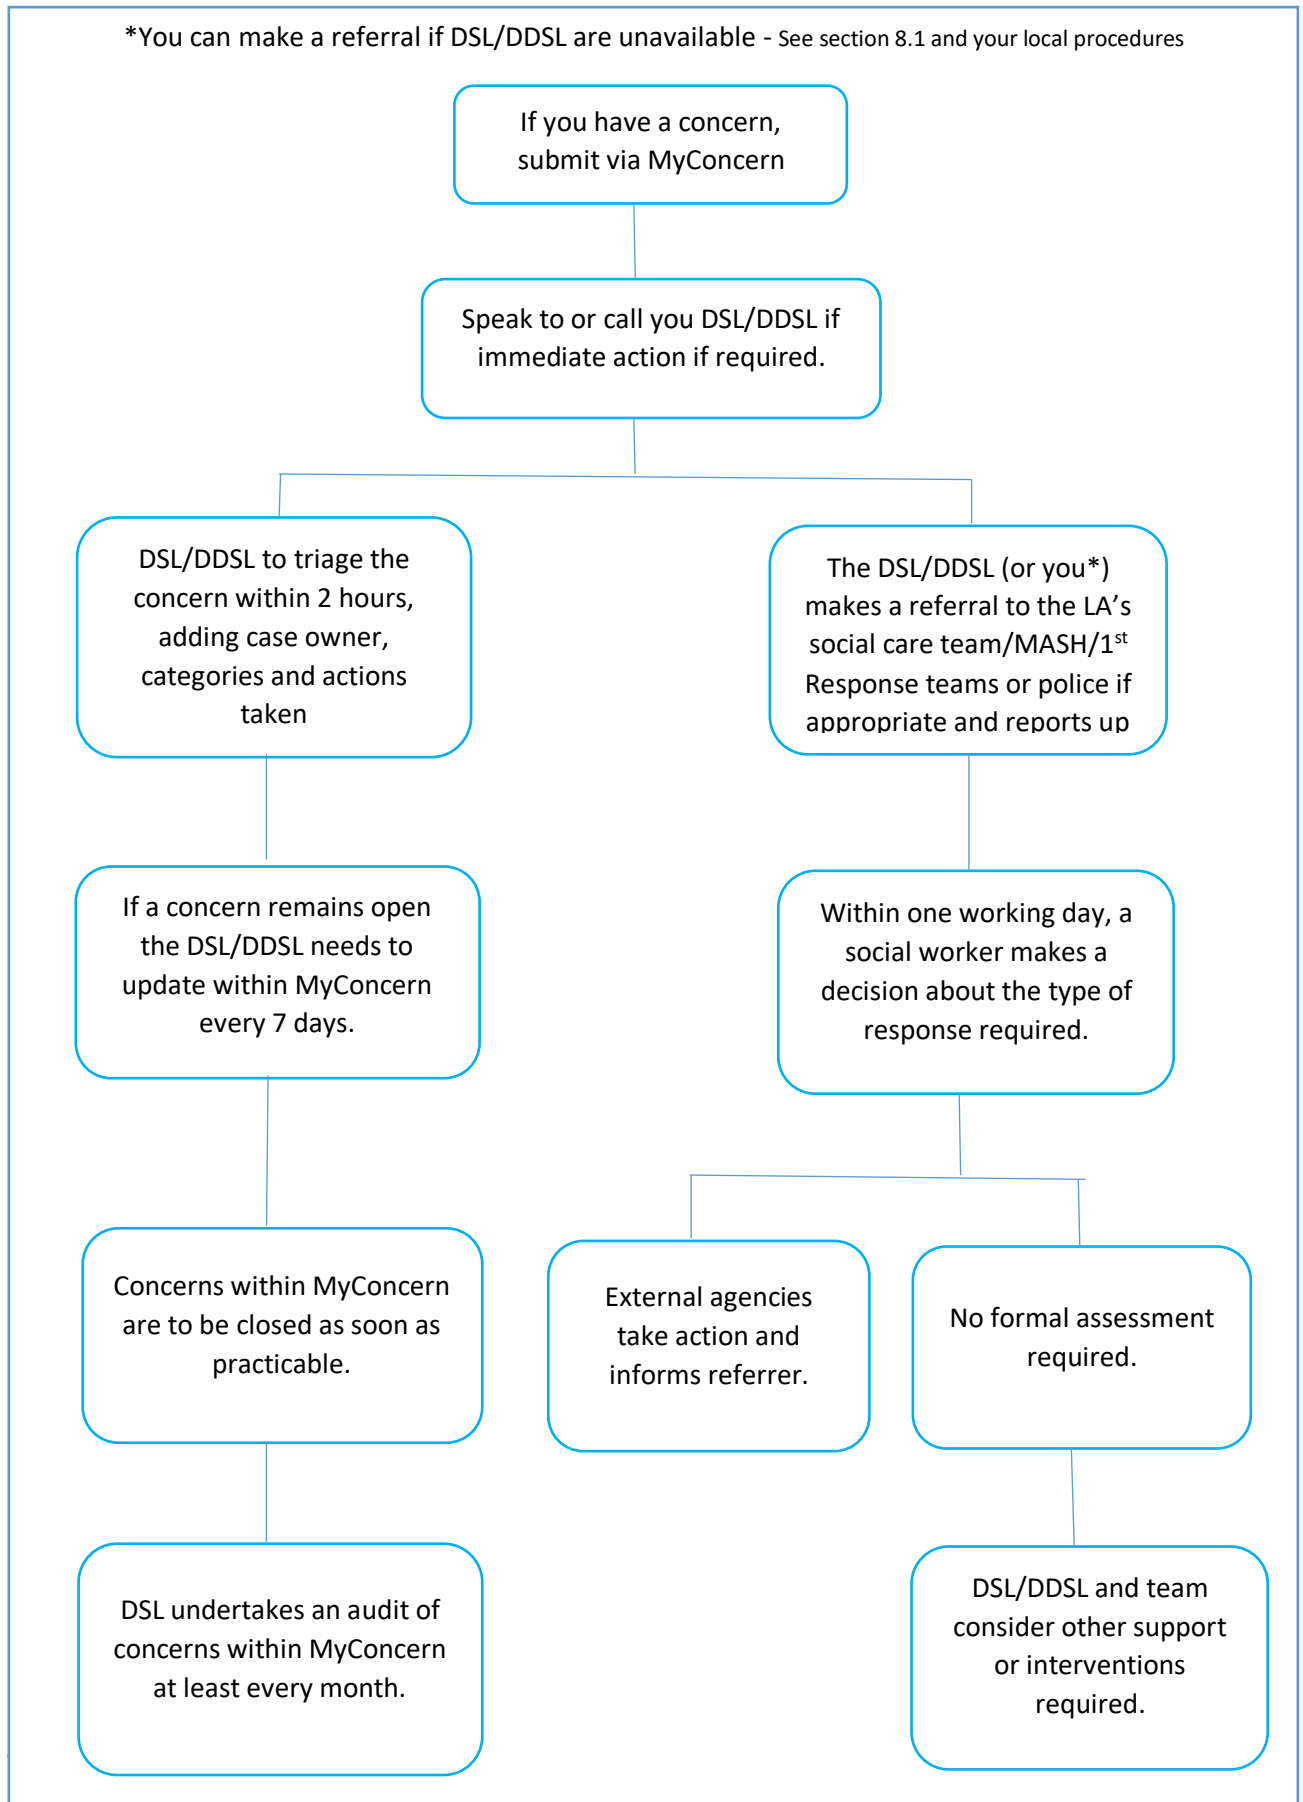 *You can make a referral if DSL/DDSL are unavailable - See section 8.1 and your local procedures
If you have a concern,
submit via MyConcern
Speak to or call you DSL/DDSL if
immediate action if required.
DSL/DDSL to triage the
concern within 2 hours,
adding case owner,
categories and actions
taken
The DSL/DDSL (or you*)
makes a referral to the LA’s
social care team/MASH/1st
Response teams or police if
appropriate and reports up
If a concern remains open
the DSL/DDSL needs to
update within MyConcern
every 7 days.
Within one working day, a
social worker makes a
decision about the type of
response required.
Concerns within MyConcern
are to be closed as soon as
practicable.
External agencies
take action and
informs referrer.
No formal assessment
required.
DSL undertakes an audit of
concerns within MyConcern
at least every month.
DSL/DDSL and team
consider other support
or interventions
required.